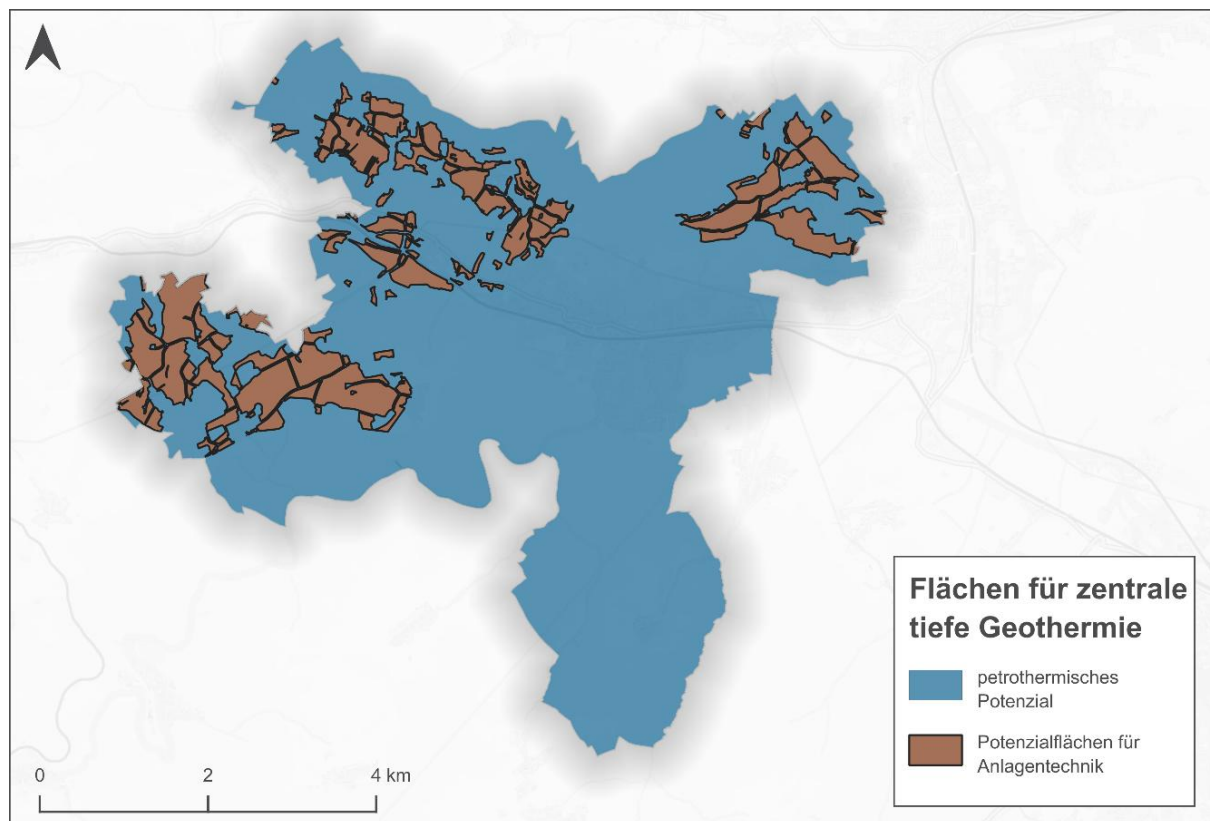 Flächen für zentrale
tiefe Geothermie
petrothermisches
Potenzial
Potenzialflächen für
Anlagentechnik
0 2 4 km